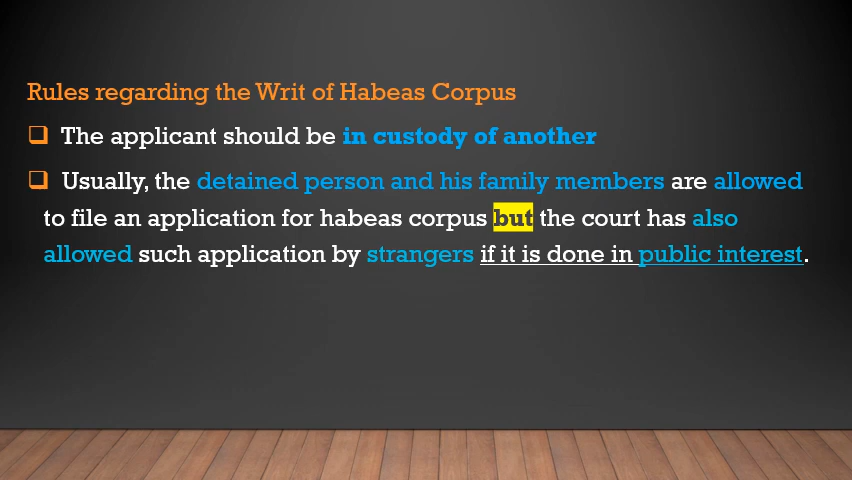 Rules regarding the Writ of Habeas Corpus
❑ The applicant should be in custody of another
❑ Usually, the detained person and his family members are allowed
to file an application for habeas corpus but the court has also
allowed such application by strangers if it is done in public interest.